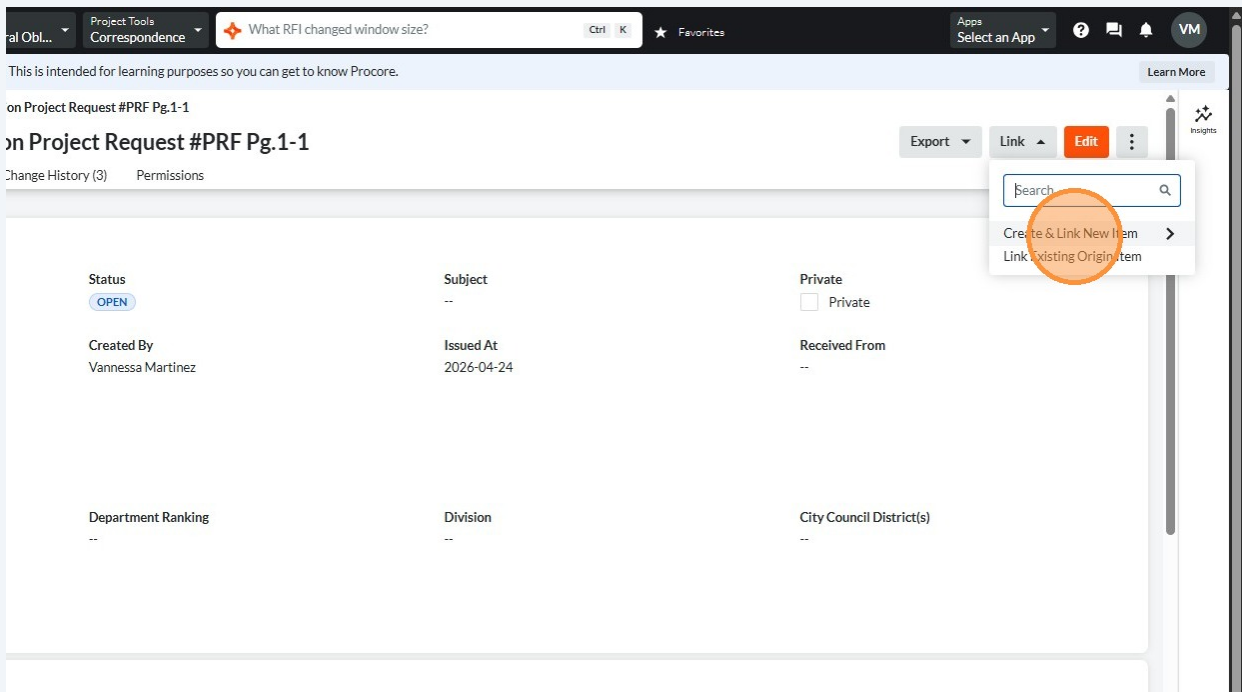 Project Tools
Apps
ral Obl...
Correspondence
What RFI changed window size?
Ctrl K
Favorites
Select an App
VM
This is intended for learning purposes so you can get to know Procore.
Learn More
on Project Request #PRF Pg.1-1
Insights
on Project Request #PRF Pg.1-1
Export
Link
Edit
Change History (3)
Permissions
Search
Create & Link New Item
Link Existing Origin Item
Status
Subject
Private
OPEN
--
Private
Created By
Issued At
Received From
Vannessa Martinez
2026-04-24
--
Department Ranking
Division
City Council District(s)
--
--
--